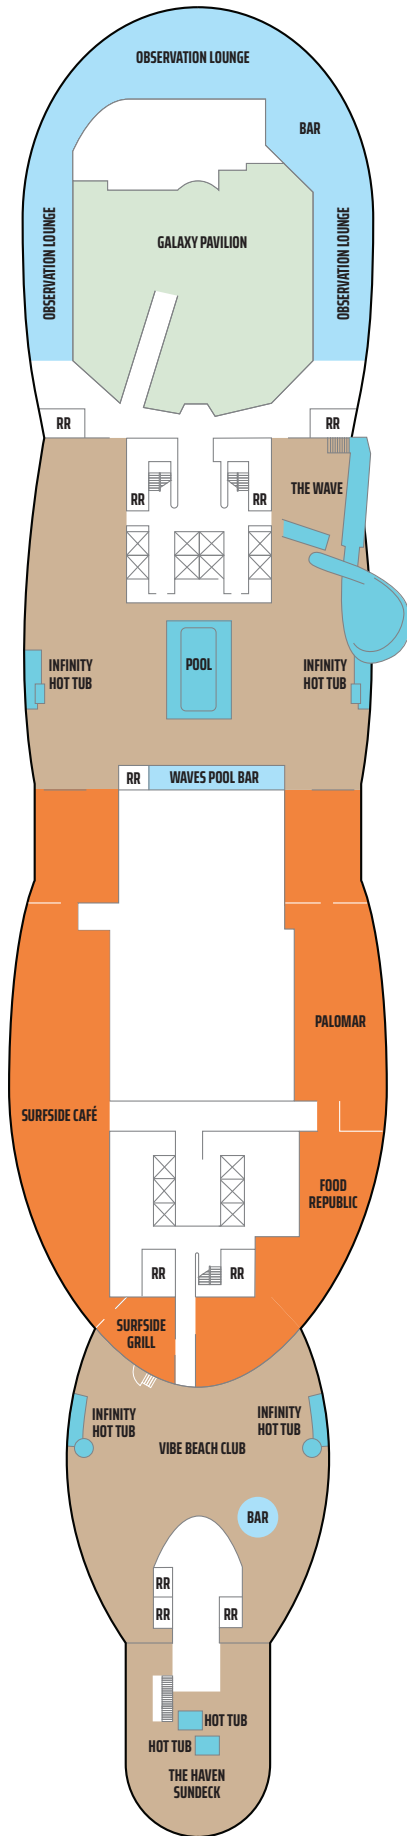 OBSERVATION LOUNGE
BAR
OBSERVATION LOUNGE
GALAXY PAVILION
OBSERVATION LOUNGE
RR
RR
RR
RR
THE WAVE
INFINITY
HOT TUB
POOL
INFINITY
HOT TUB
RR
WAVES POOL BAR
PALOMAR
SURFSIDE CAFÉ
FOOD
REPUBLIC
RR
RR
SURFSIDE
GRILL
INFINITY
HOT TUB
INFINITY
HOT TUB
VIBE BEACH CLUB
BAR
RR
RR
RR
HOT TUB
HOT TUB
THE HAVEN
SUNDECK